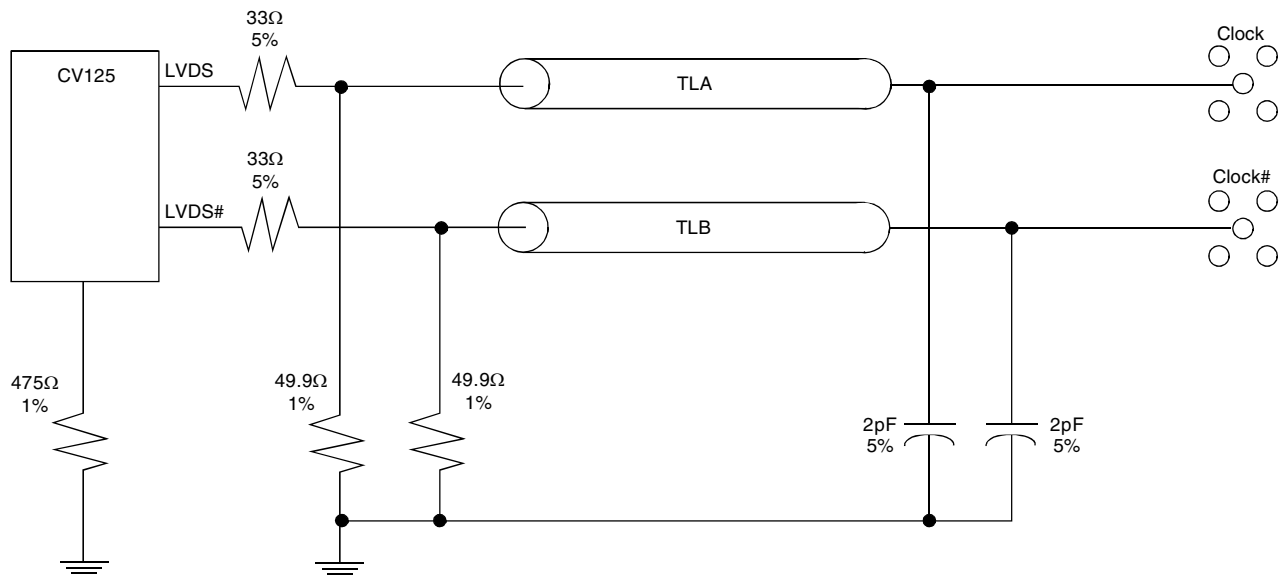 33Ω
5%
Clock
CV125
LVDS
TLA
33Ω
5%
Clock#
LVDS#
TLB
475Ω
1%
49.9Ω
1%
49.9Ω
1%
2pF
5%
2pF
5%